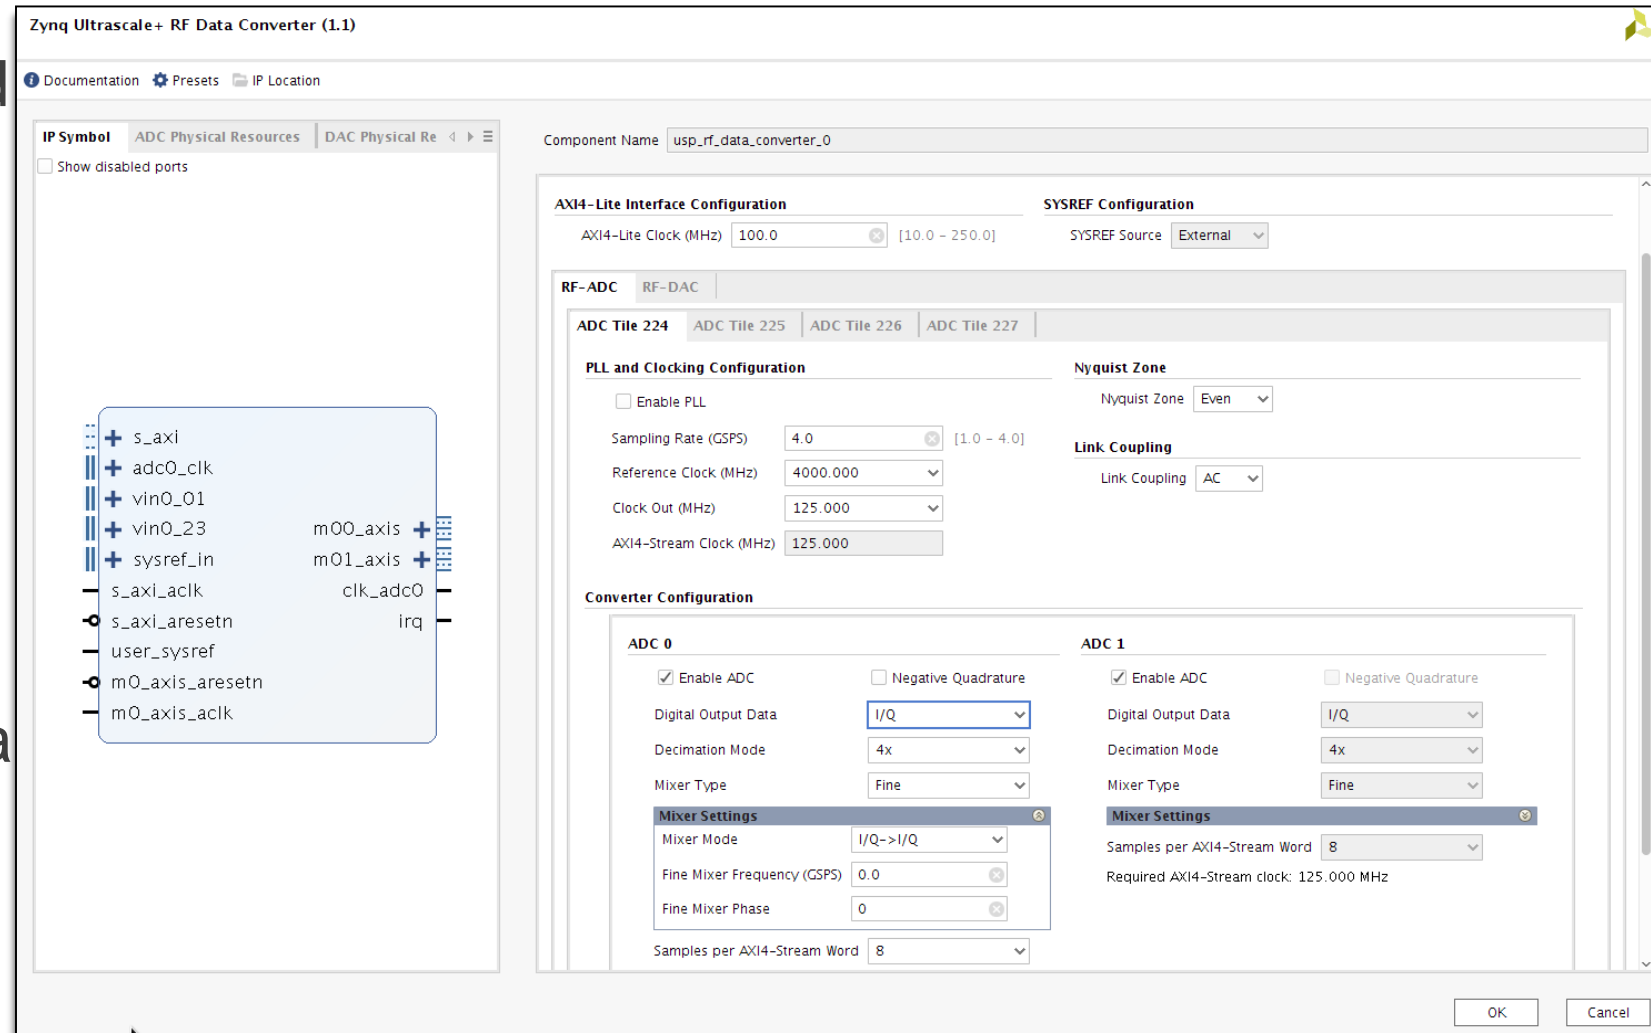 Zynq Ultrascale+ RF Data Converter (1.1)
Documentation Presets IP Location
IP Symbol ADC Physical Resources DAC Physical Re
Show disabled ports
s_axi
adc0_clk
vin0_01
vin0_23
sysref_in
s_axi_aclk
s_axi_aresetn
user_sysref
m0_axis_aresetn
m0_axis_aclk
m00_axis
m01_axis
clk_adc0
irq
Component Name usp_rf_data_converter_0
AXI4-Lite Interface Configuration
AXI4-Lite Clock (MHz) 100.0 [10.0 - 250.0]
SYSREF Configuration
SYSREF Source External
RF-ADC RF-DAC
ADC Tile 224 ADC Tile 225 ADC Tile 226 ADC Tile 227
PLL and Clocking Configuration
Enable PLL
Sampling Rate (GSPS) 4.0 [1.0 - 4.0]
Reference Clock (MHz) 4000.000
Clock Out (MHz) 125.000
AXI4-Stream Clock (MHz) 125.000
Nyquist Zone
Nyquist Zone Even
Link Coupling
Link Coupling AC
Converter Configuration
ADC 0
Enable ADC Negative Quadrature
Digital Output Data I/Q
Decimation Mode 4x
Mixer Type Fine
Mixer Settings
Mixer Mode I/Q->I/Q
Fine Mixer Frequency (GSPS) 0.0
Fine Mixer Phase 0
Samples per AXI4-Stream Word 8
ADC 1
Enable ADC Negative Quadrature
Digital Output Data I/Q
Decimation Mode 4x
Mixer Type Fine
Mixer Settings
Samples per AXI4-Stream Word 8
Required AXI4-Stream clock: 125.000 MHz
OK Cancel